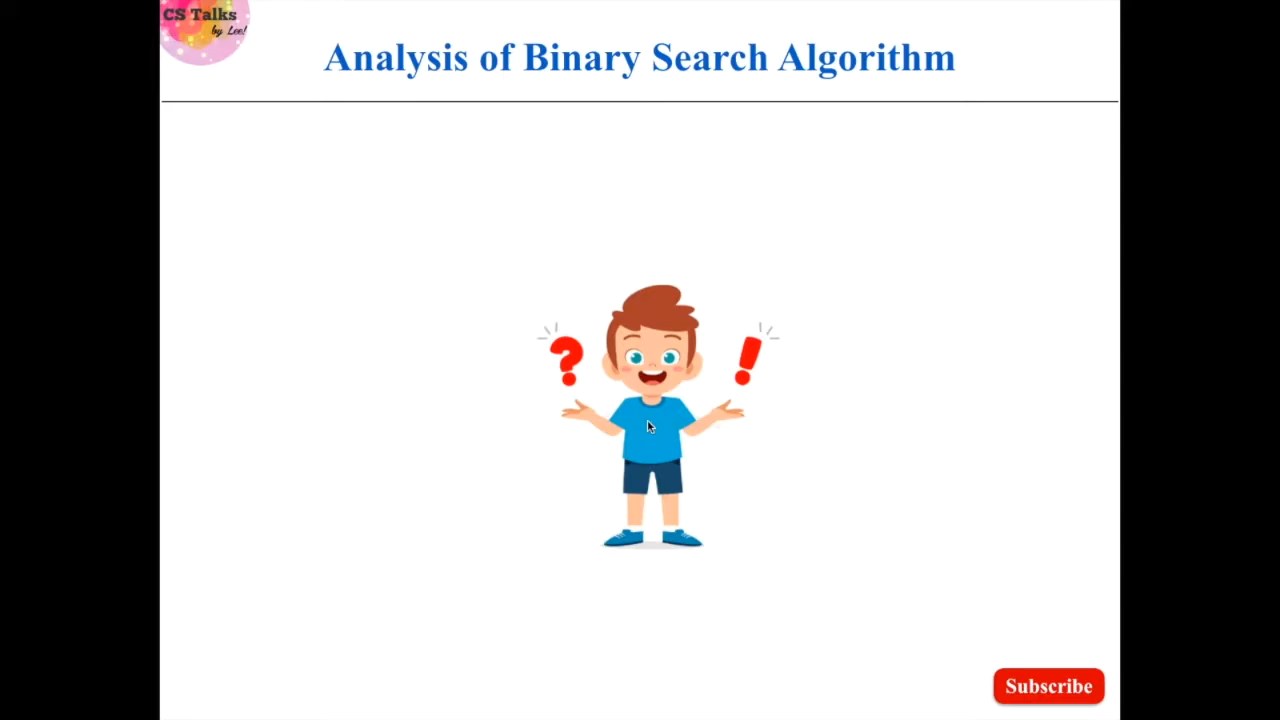 CS Talks
by Lee!
Analysis of Binary Search Algorithm
?
!
Subscribe